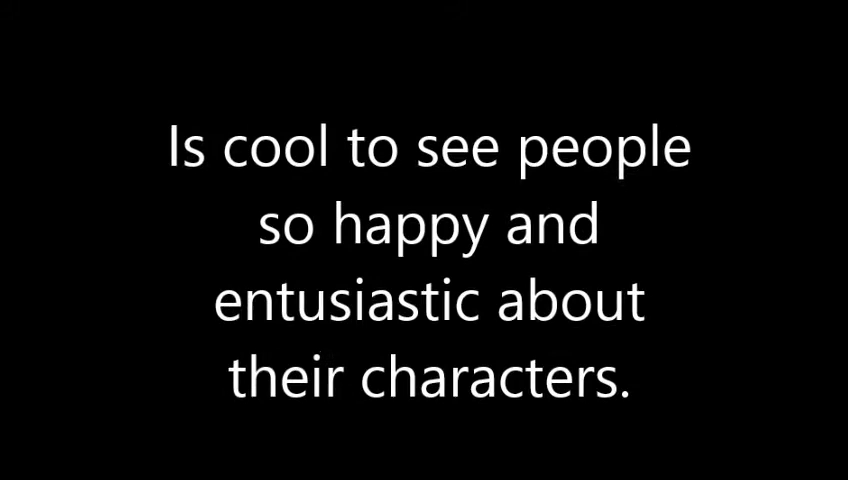 Is cool to see people
so happy and
entusiastic about
their characters.